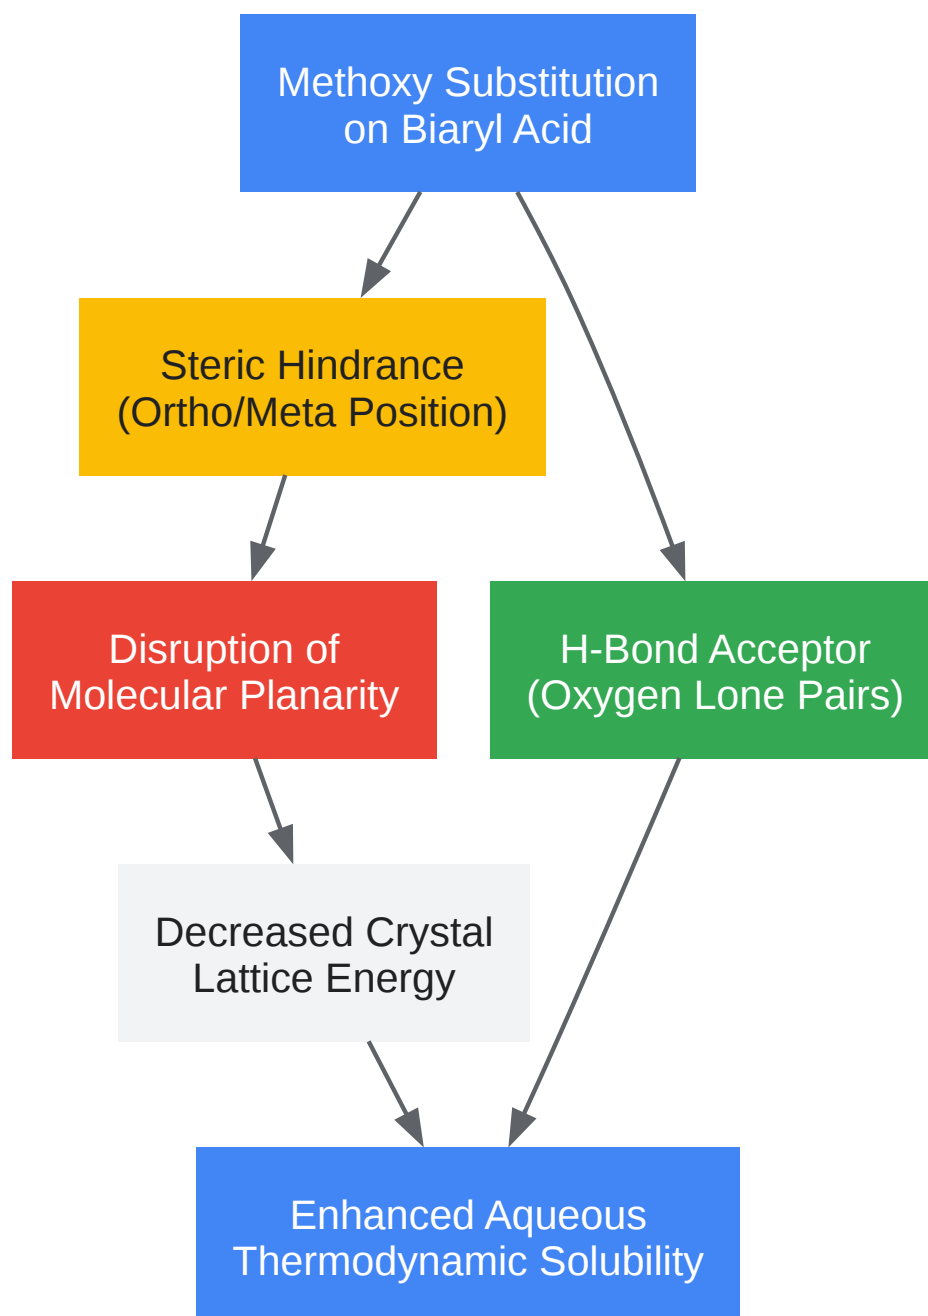 Methoxy Substitution
on Biaryl Acid
Steric Hindrance
(Ortho/Meta Position)
Disruption of
Molecular Planarity
H-Bond Acceptor
(Oxygen Lone Pairs)
Decreased Crystal
Lattice Energy
Enhanced Aqueous
Thermodynamic Solubility